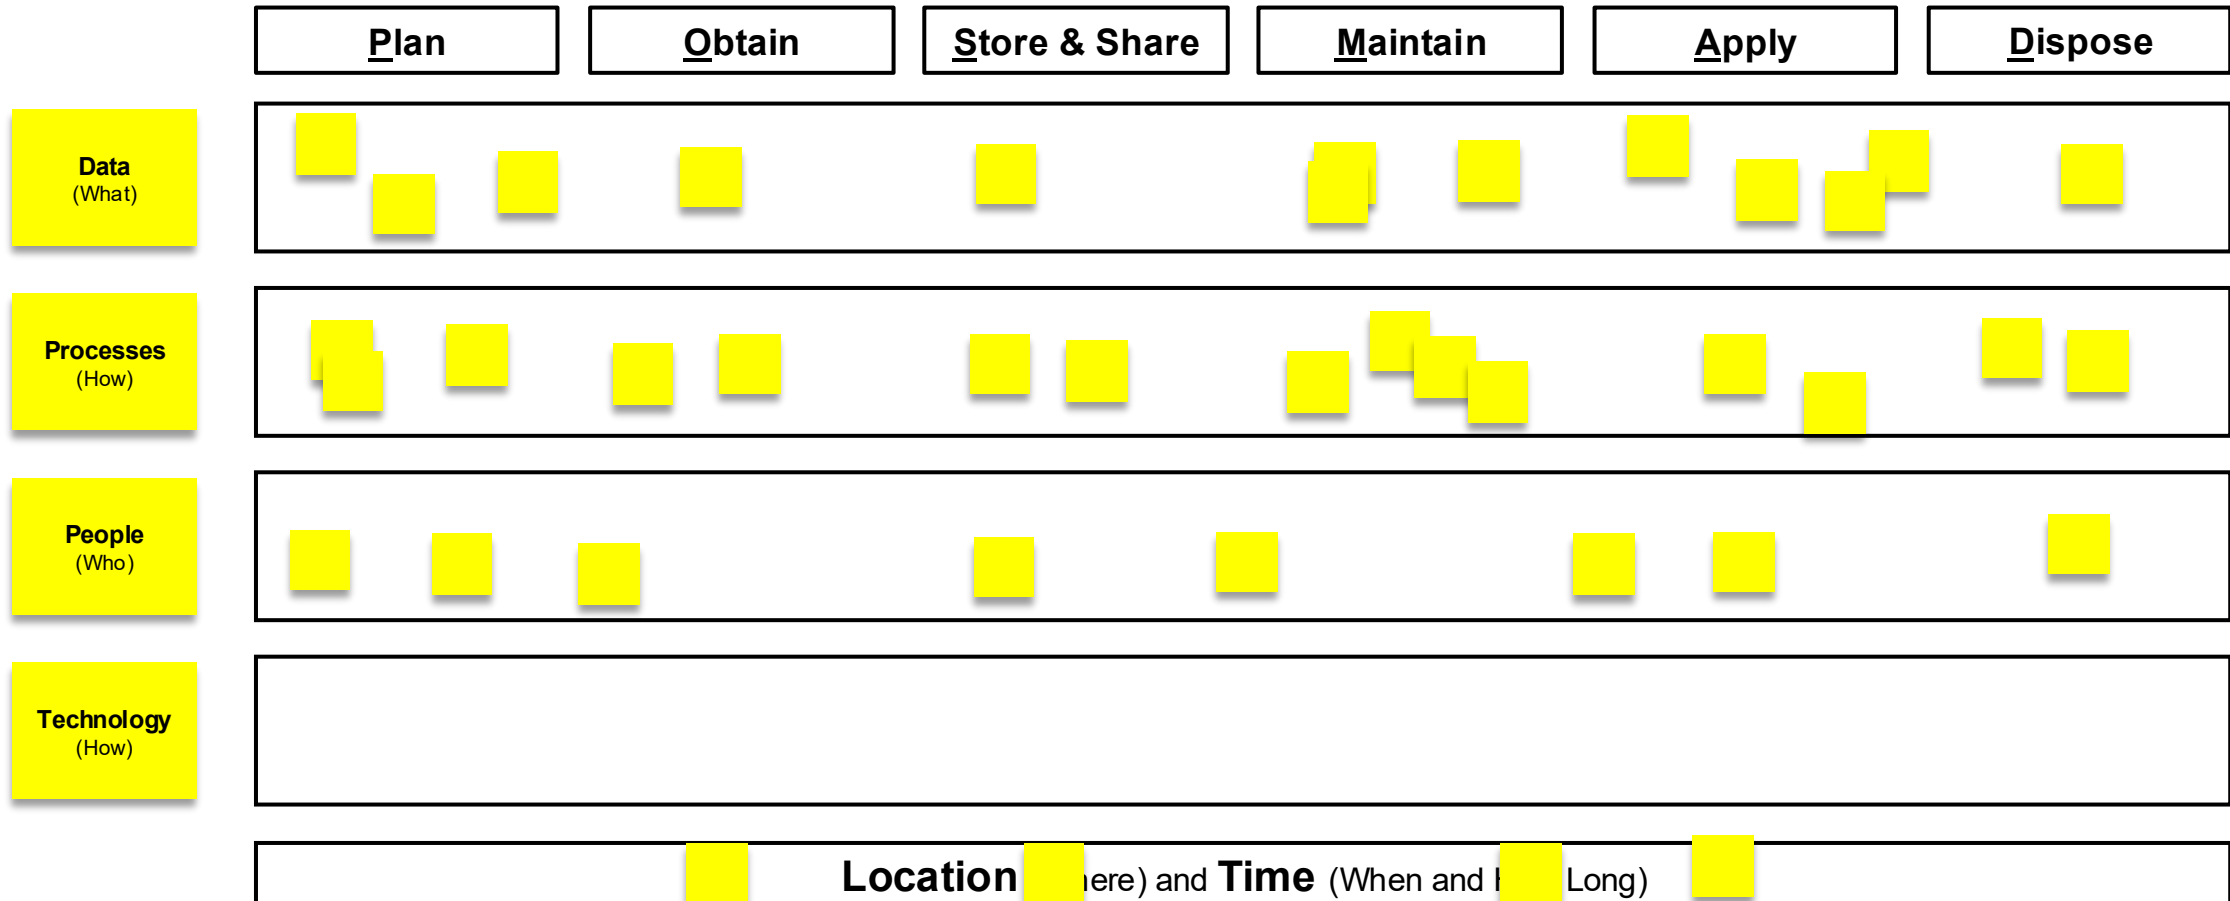 Plan
Obtain
Store & Share
Maintain
Apply
Dispose
Data
(What)
Processes
(How)
People
(Who)
Technology
(How)
Location ere) and Time (When and Long)